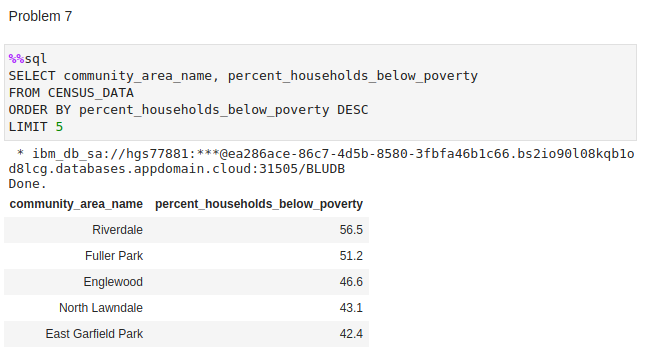 Problem 7
%%sql
SELECT community_area_name, percent_households_below_poverty
FROM CENSUS_DATA
ORDER BY percent_households_below_poverty DESC
LIMIT 5
* ibm_db_sa://hgs77881:***@ea286ace-86c7-4d5b-8580-3fbfa46b1c66.bs2io90l08kqb1o
d8lcg.databases.appdomain.cloud:31505/BLUDB
Done.
community_area_name percent_households_below_poverty
Riverdale 56.5
Fuller Park 51.2
Englewood 46.6
North Lawndale 43.1
East Garfield Park 42.4